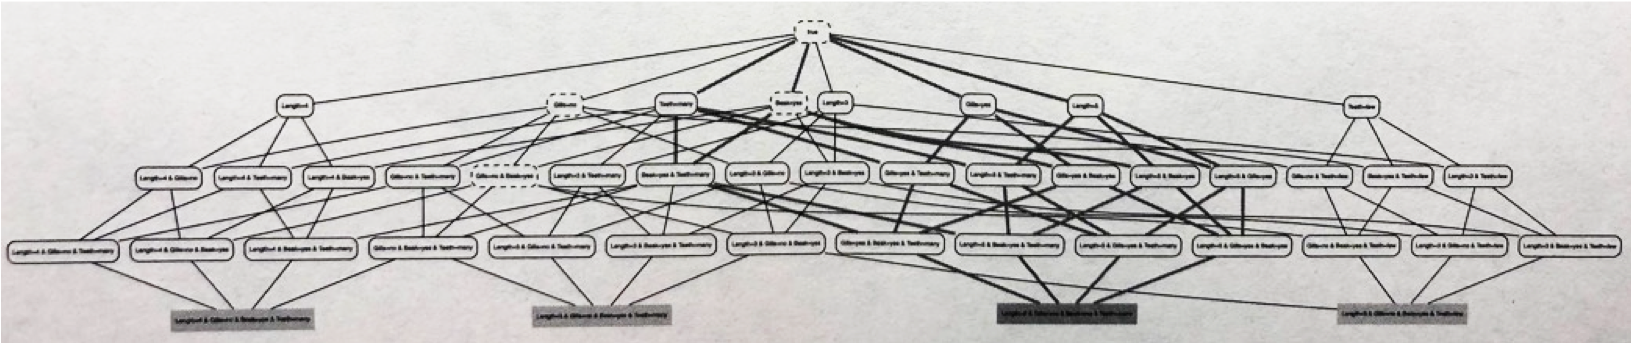 true
Length=4 Gills=no Teeth=many Beak=yes Length=3 Gills=yes Length=5 Teeth=few
Length=4 & Gills=no Length=4 & Teeth=many Length=4 & Beak=yes Gills=no & Teeth=many Gills=no & Beak=yes Length=3 & Teeth=many Beak=yes & Teeth=many Length=3 & Gills=no Length=3 & Beak=yes Gills=yes & Teeth=many Length=5 & Teeth=many Gills=yes & Beak=yes Length=5 & Beak=yes Length=5 & Gills=yes Gills=no & Teeth=few Beak=yes & Teeth=few Length=3 & Teeth=few
Length=4 & Gills=no & Teeth=many Length=4 & Gills=no & Beak=yes Length=4 & Beak=yes & Teeth=many Gills=no & Beak=yes & Teeth=many Length=3 & Gills=no & Teeth=many Length=3 & Beak=yes & Teeth=many Length=3 & Gills=no & Beak=yes Gills=yes & Beak=yes & Teeth=many Length=5 & Beak=yes & Teeth=many Length=5 & Gills=yes & Teeth=many Length=5 & Gills=yes & Beak=yes Gills=no & Beak=yes & Teeth=few Length=3 & Gills=no & Teeth=few Length=3 & Beak=yes & Teeth=few
Length=4 & Gills=no & Beak=yes & Teeth=many Length=3 & Gills=no & Beak=yes & Teeth=many Length=5 & Gills=yes & Beak=yes & Teeth=many Length=3 & Gills=no & Beak=yes & Teeth=few